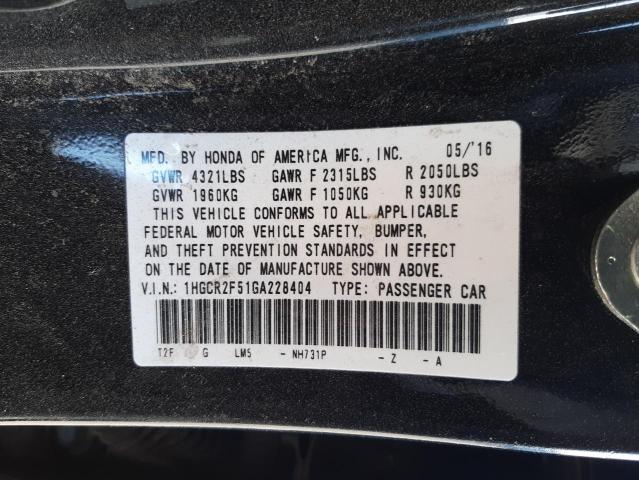 MFD. BY HONDA OF AMERICA MFG., INC. 05/'16
GVWR 4321LBS GAWR F 2315LBS R 2050LBS
GVWR 1960KG GAWR F 1050KG R 930KG
THIS VEHICLE CONFORMS TO ALL APPLICABLE
FEDERAL MOTOR VEHICLE SAFETY, BUMPER,
AND THEFT PREVENTION STANDARDS IN EFFECT
ON THE DATE OF MANUFACTURE SHOWN ABOVE.
V.I.N.: 1HGCR2F51GA228404 TYPE: PASSENGER CAR
T2F G LM5 - NH731P - Z - A